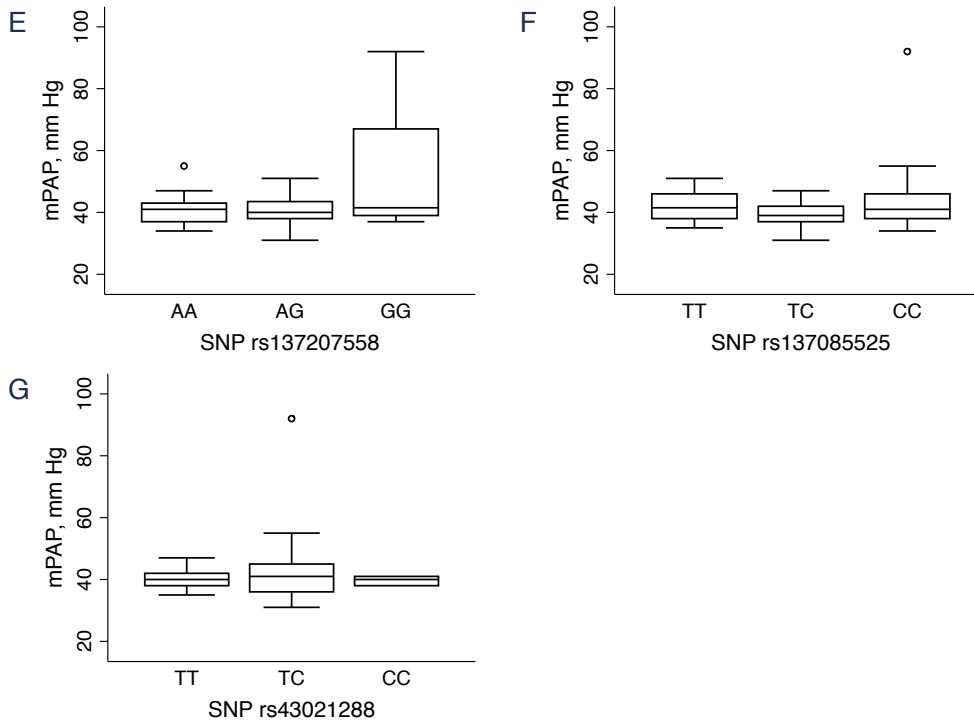 E
mPAP, mm Hg
100
80
60
40
20
AA AG GG
SNP rs137207558
F
mPAP, mm Hg
100
80
60
40
20
TT TC CC
SNP rs137085525
G
mPAP, mm Hg
100
80
60
40
20
TT TC CC
SNP rs43021288